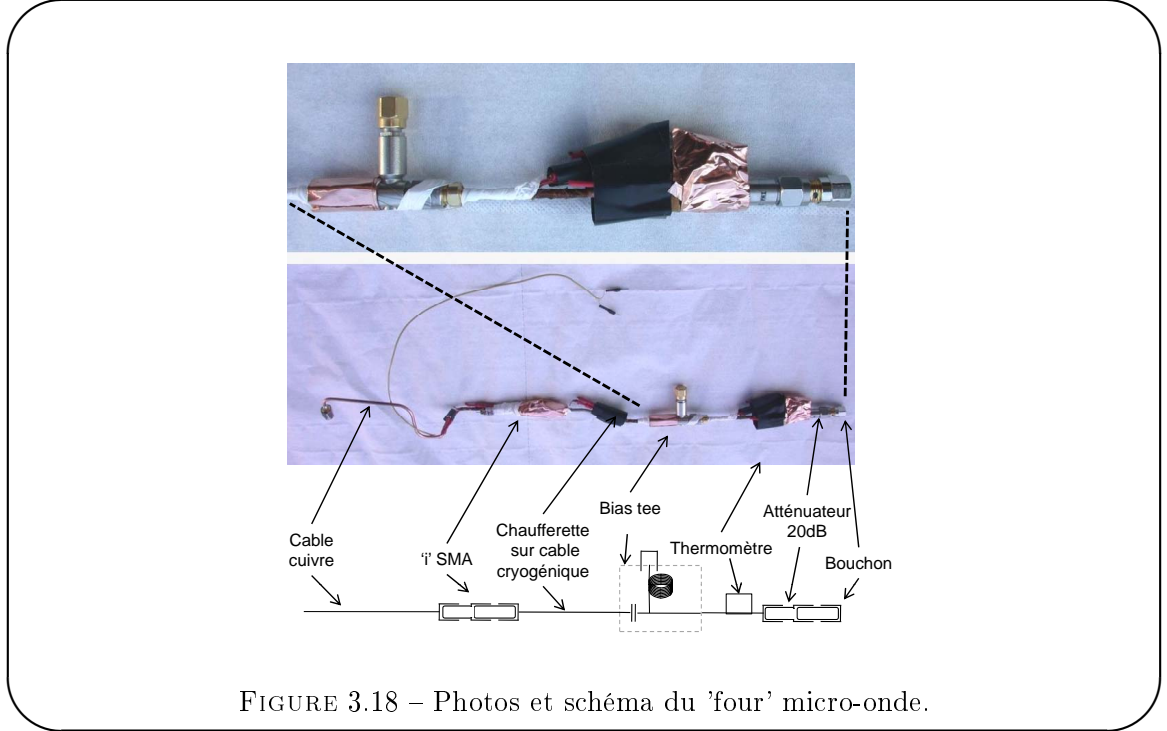 Cable
cuivre
'i' SMA
Chaufferette
sur cable
cryogénique
Bias tee
Thermomètre
Atténuateur
20dB
Bouchon
FIGURE 3.18 – Photos et schéma du 'four' micro-onde.